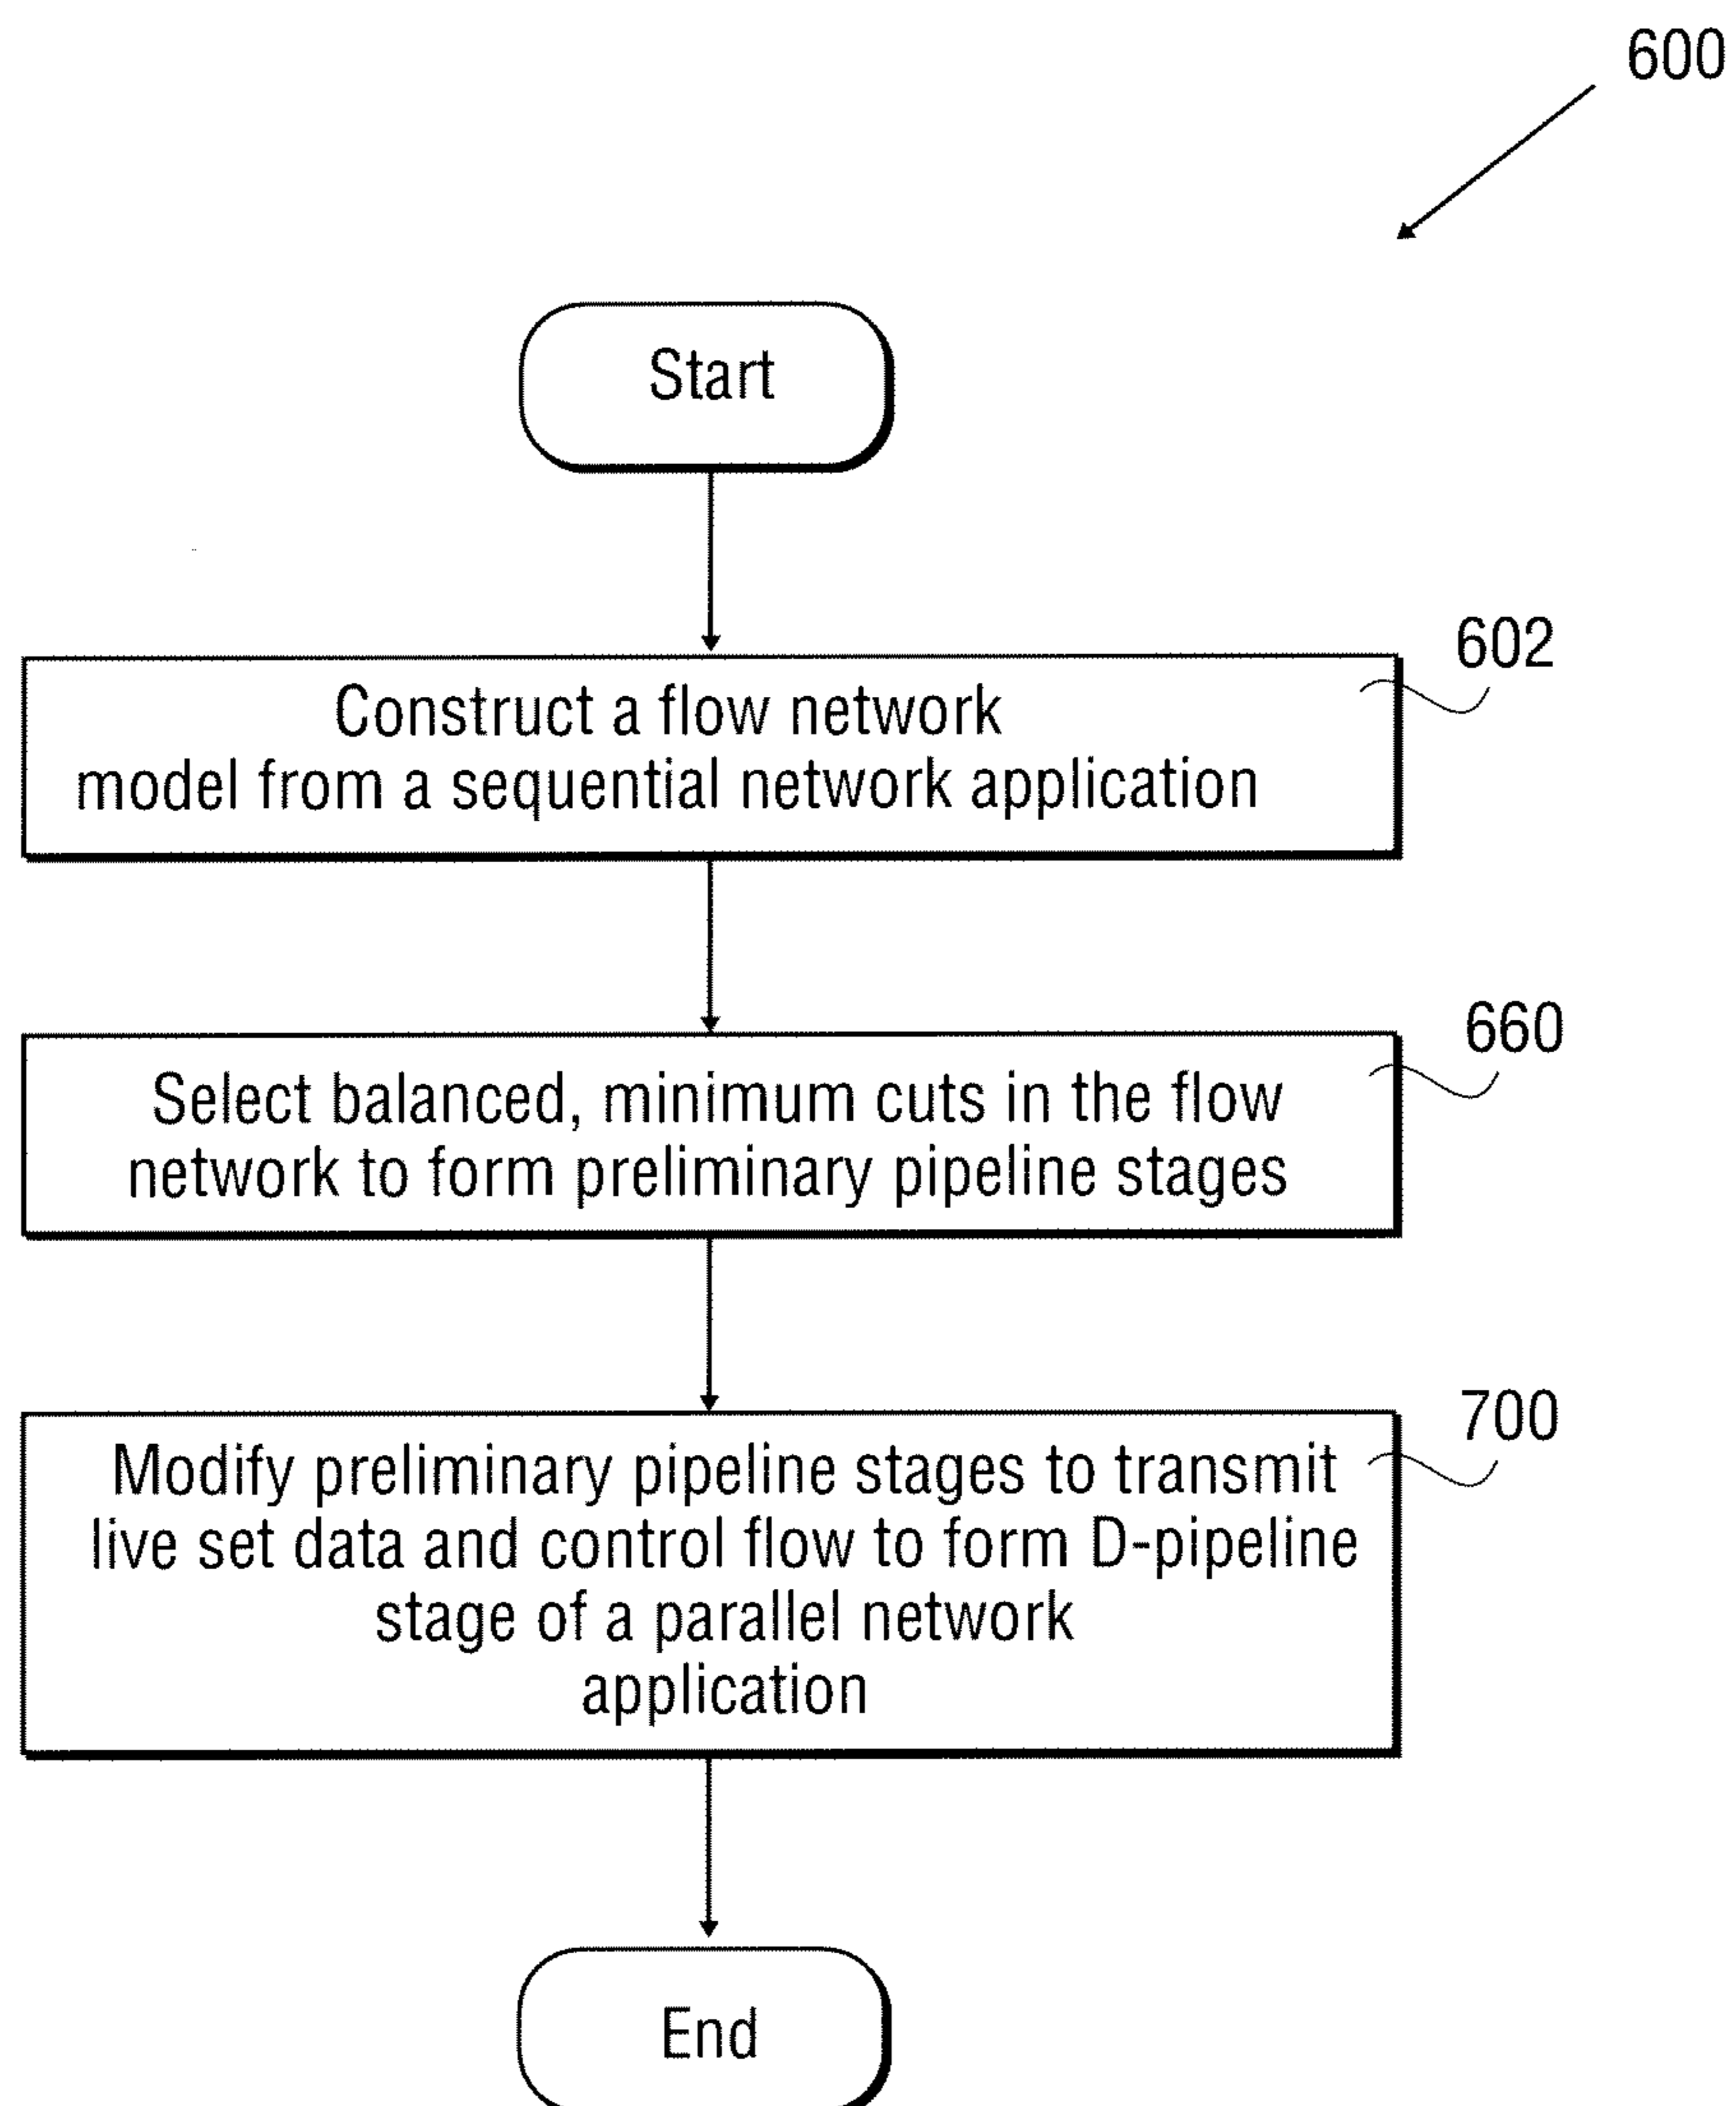 600
Start
602
Construct a flow network
model from a sequential network application
660
Select balanced, minimum cuts in the flow
network to form preliminary pipeline stages
700
Modify preliminary pipeline stages to transmit
live set data and control flow to form D-pipeline
stage of a parallel network
application
End